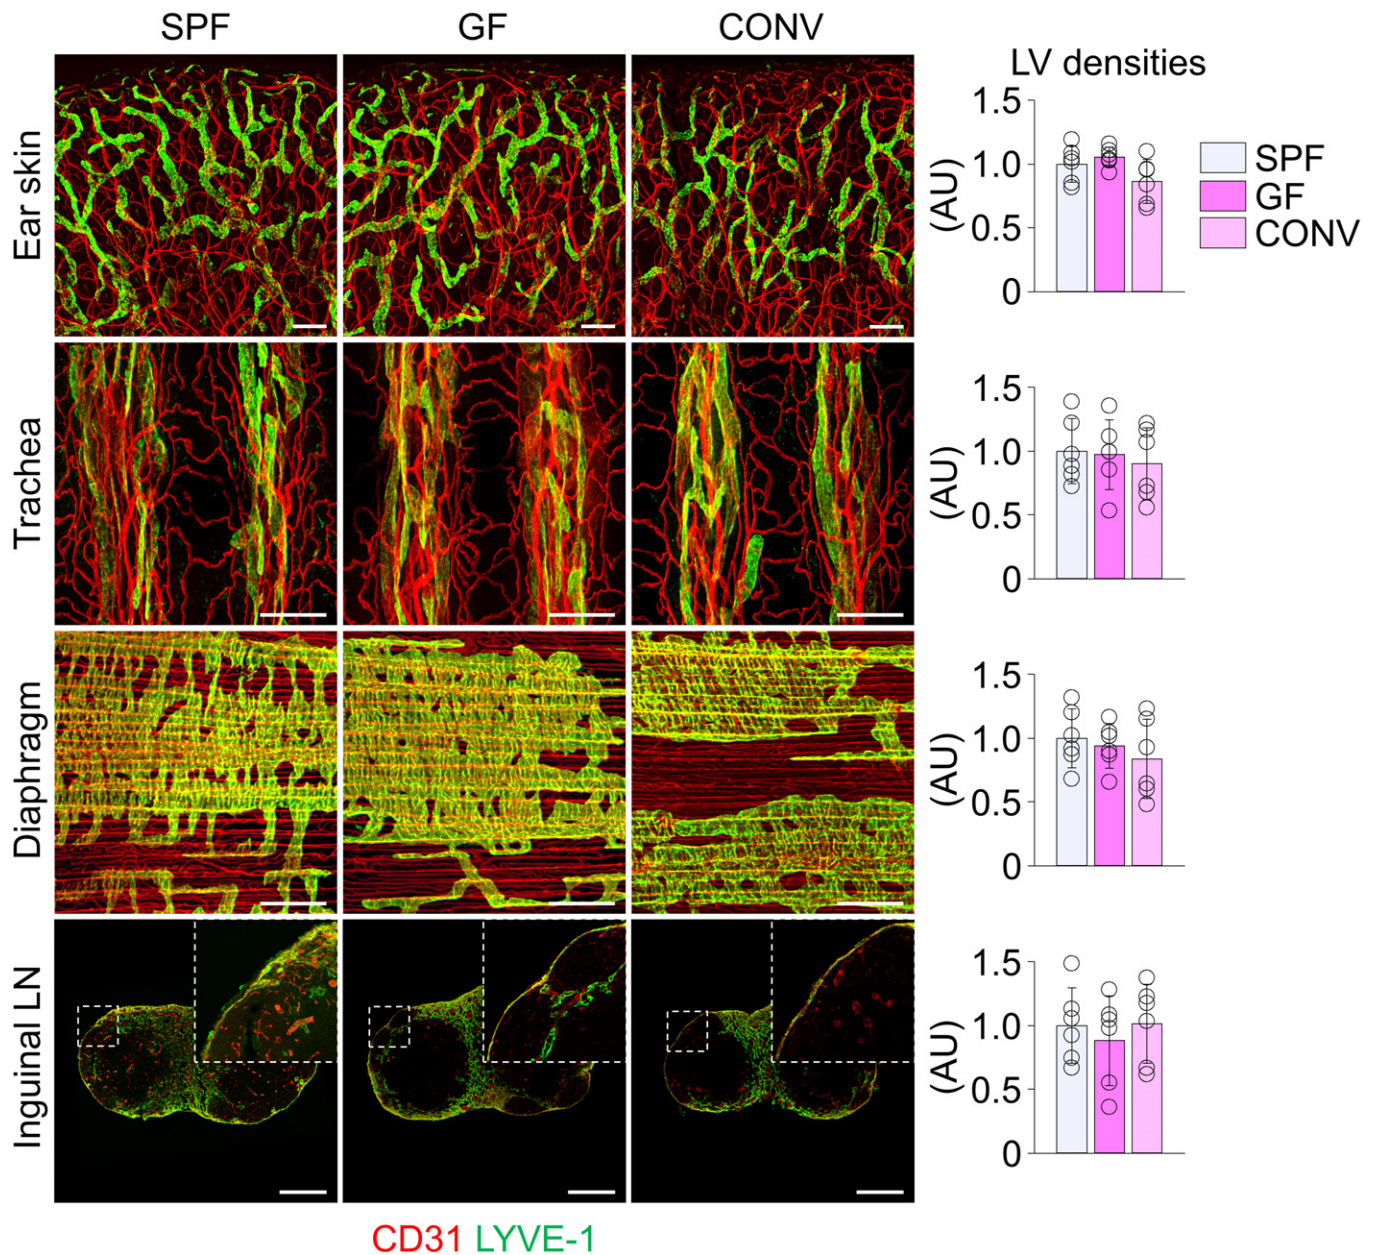 SPF GF CONV
LV densities
Ear skin
1.5
1.0
0.5
0
(AU)
SPF
GF
CONV
Trachea
1.5
1.0
0.5
0
(AU)
Diaphragm
1.5
1.0
0.5
0
(AU)
Inguinal LN
1.5
1.0
0.5
0
(AU)
CD31 LYVE-1